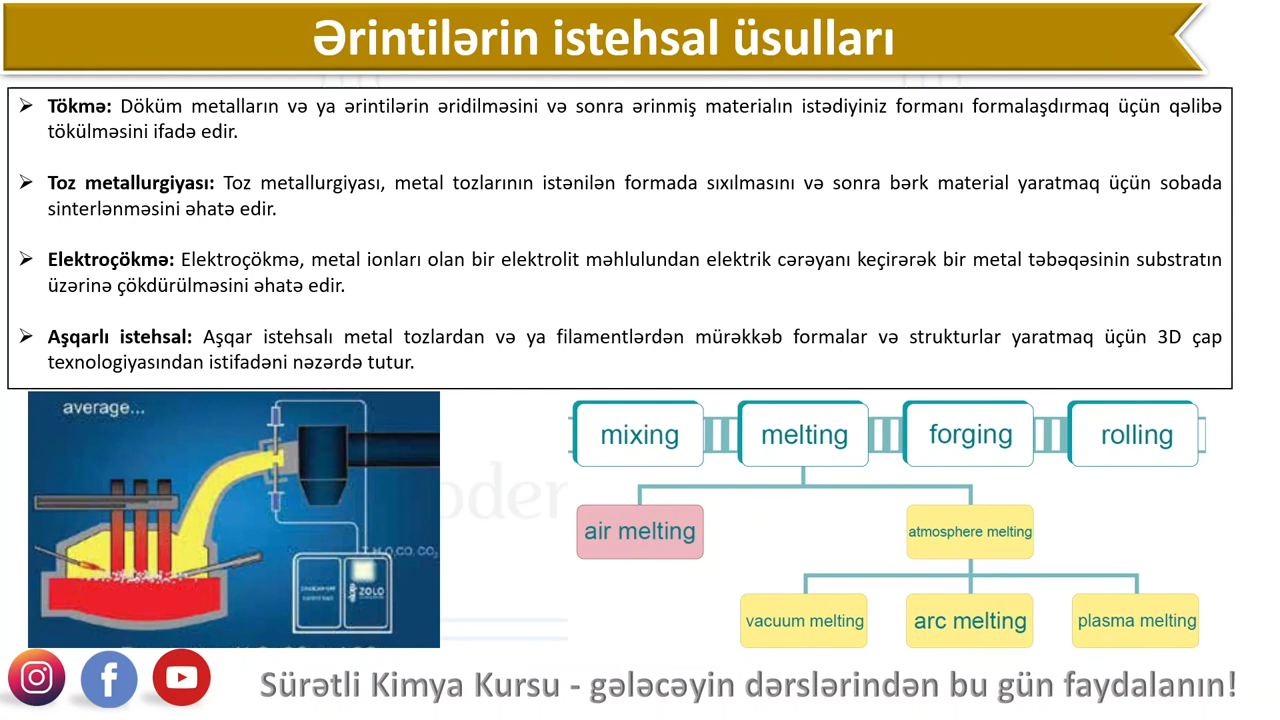 Ərintilərin istehsal üsulları
➢ Tökmə: Döküm metalların və ya ərintilərin əridilməsini və sonra ərinmiş materialın istədiyiniz formanı formalaşdırmaq üçün qəlibə
tökülməsini ifadə edir.
➢ Toz metallurgiyası: Toz metallurgiyası, metal tozlarının istənilən formada sıxılmasını və sonra bərk material yaratmaq üçün sobada
sinterlənməsini əhatə edir.
➢ Elektroçökmə: Elektroçökmə, metal ionları olan bir elektrolit məhlulundan elektrik cərəyanı keçirərək bir metal təbəqəsinin substratın
üzərinə çökdürülməsini əhatə edir.
➢ Aşqarlı istehsal: Aşqar istehsalı metal tozlardan və ya filamentlərdən mürəkkəb formalar və strukturlar yaratmaq üçün 3D çap
texnologiyasından istifadəni nəzərdə tutur.
average...
ZOLO
mixing
melting
forging
rolling
air melting
atmosphere melting
vacuum melting
arc melting
plasma melting
Sürətli Kimya Kursu - gələcəyin dərslərindən bu gün faydalanın!